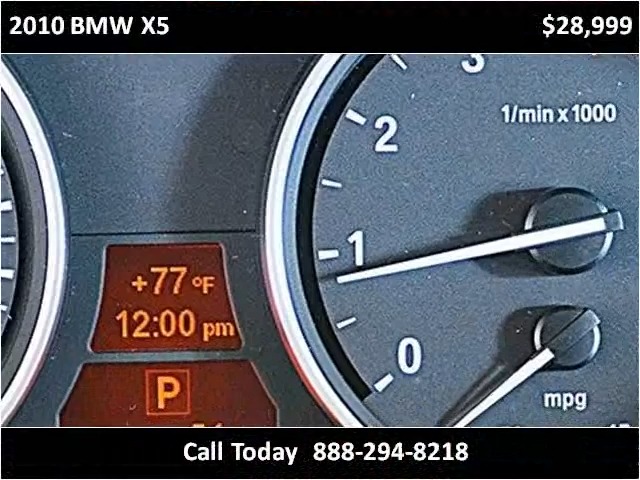 2010 BMW X5
$28,999
3
1/min x 1000
2
1
+77 °F
12:00 pm
0
P
mpg
Call Today 888-294-8218